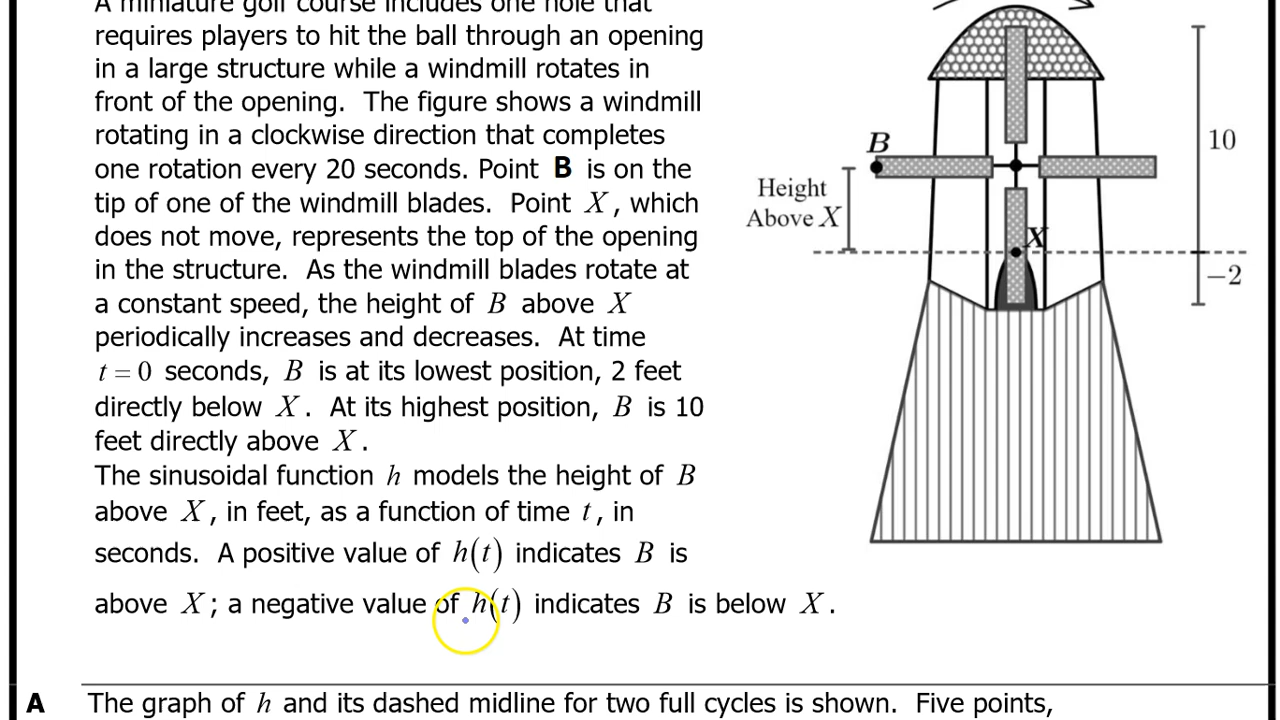 A miniature golf course includes one hole that
requires players to hit the ball through an opening
in a large structure while a windmill rotates in
front of the opening. The figure shows a windmill
rotating in a clockwise direction that completes
one rotation every 20 seconds. Point B is on the
tip of one of the windmill blades. Point X, which
does not move, represents the top of the opening
in the structure. As the windmill blades rotate at
a constant speed, the height of B above X
periodically increases and decreases. At time
t = 0 seconds, B is at its lowest position, 2 feet
directly below X. At its highest position, B is 10
feet directly above X.
The sinusoidal function h models the height of B
above X, in feet, as a function of time t, in
seconds. A positive value of h(t) indicates B is
above X; a negative value of h(t) indicates B is below X.
B
10
Height
Above X
X
−2
A The graph of h and its dashed midline for two full cycles is shown. Five points,